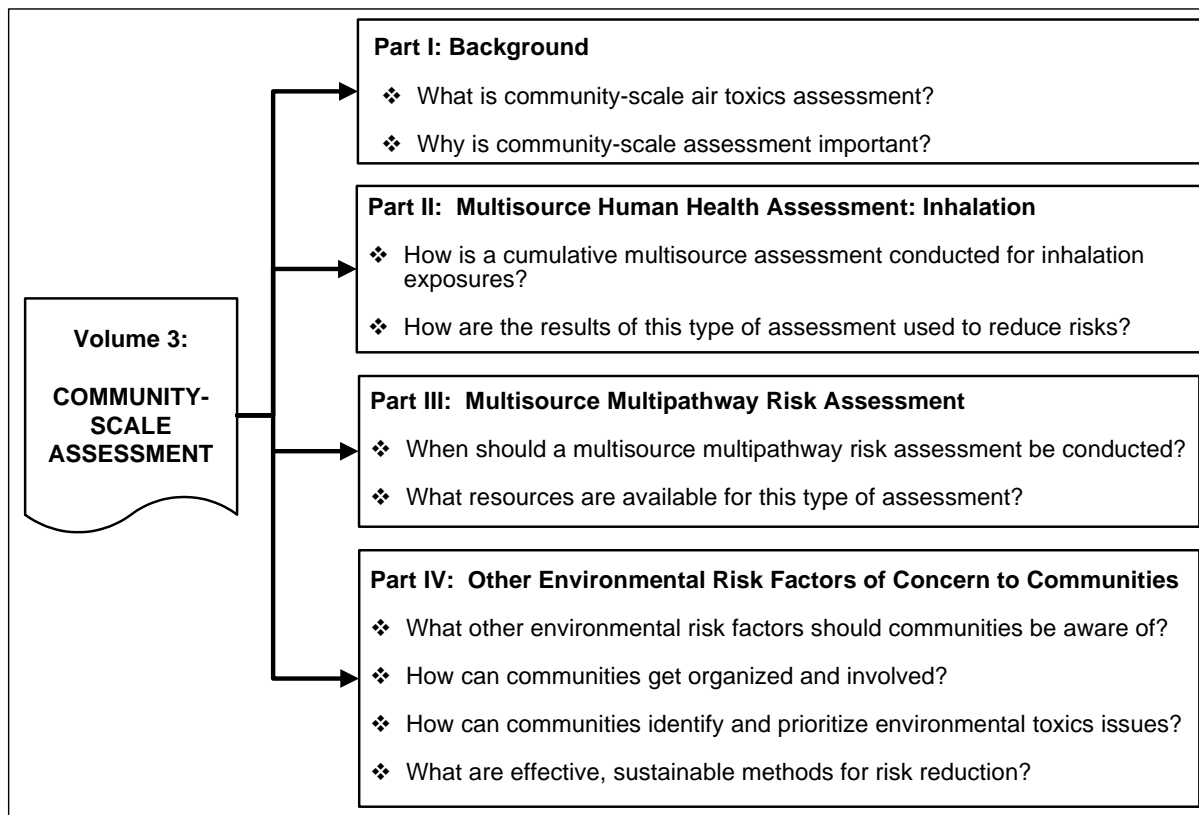 Volume 3:
COMMUNITY-
SCALE
ASSESSMENT
Part I: Background
❖ What is community-scale air toxics assessment?
❖ Why is community-scale assessment important?
Part II: Multisource Human Health Assessment: Inhalation
❖ How is a cumulative multisource assessment conducted for inhalation
exposures?
❖ How are the results of this type of assessment used to reduce risks?
Part III: Multisource Multipathway Risk Assessment
❖ When should a multisource multipathway risk assessment be conducted?
❖ What resources are available for this type of assessment?
Part IV: Other Environmental Risk Factors of Concern to Communities
❖ What other environmental risk factors should communities be aware of?
❖ How can communities get organized and involved?
❖ How can communities identify and prioritize environmental toxics issues?
❖ What are effective, sustainable methods for risk reduction?